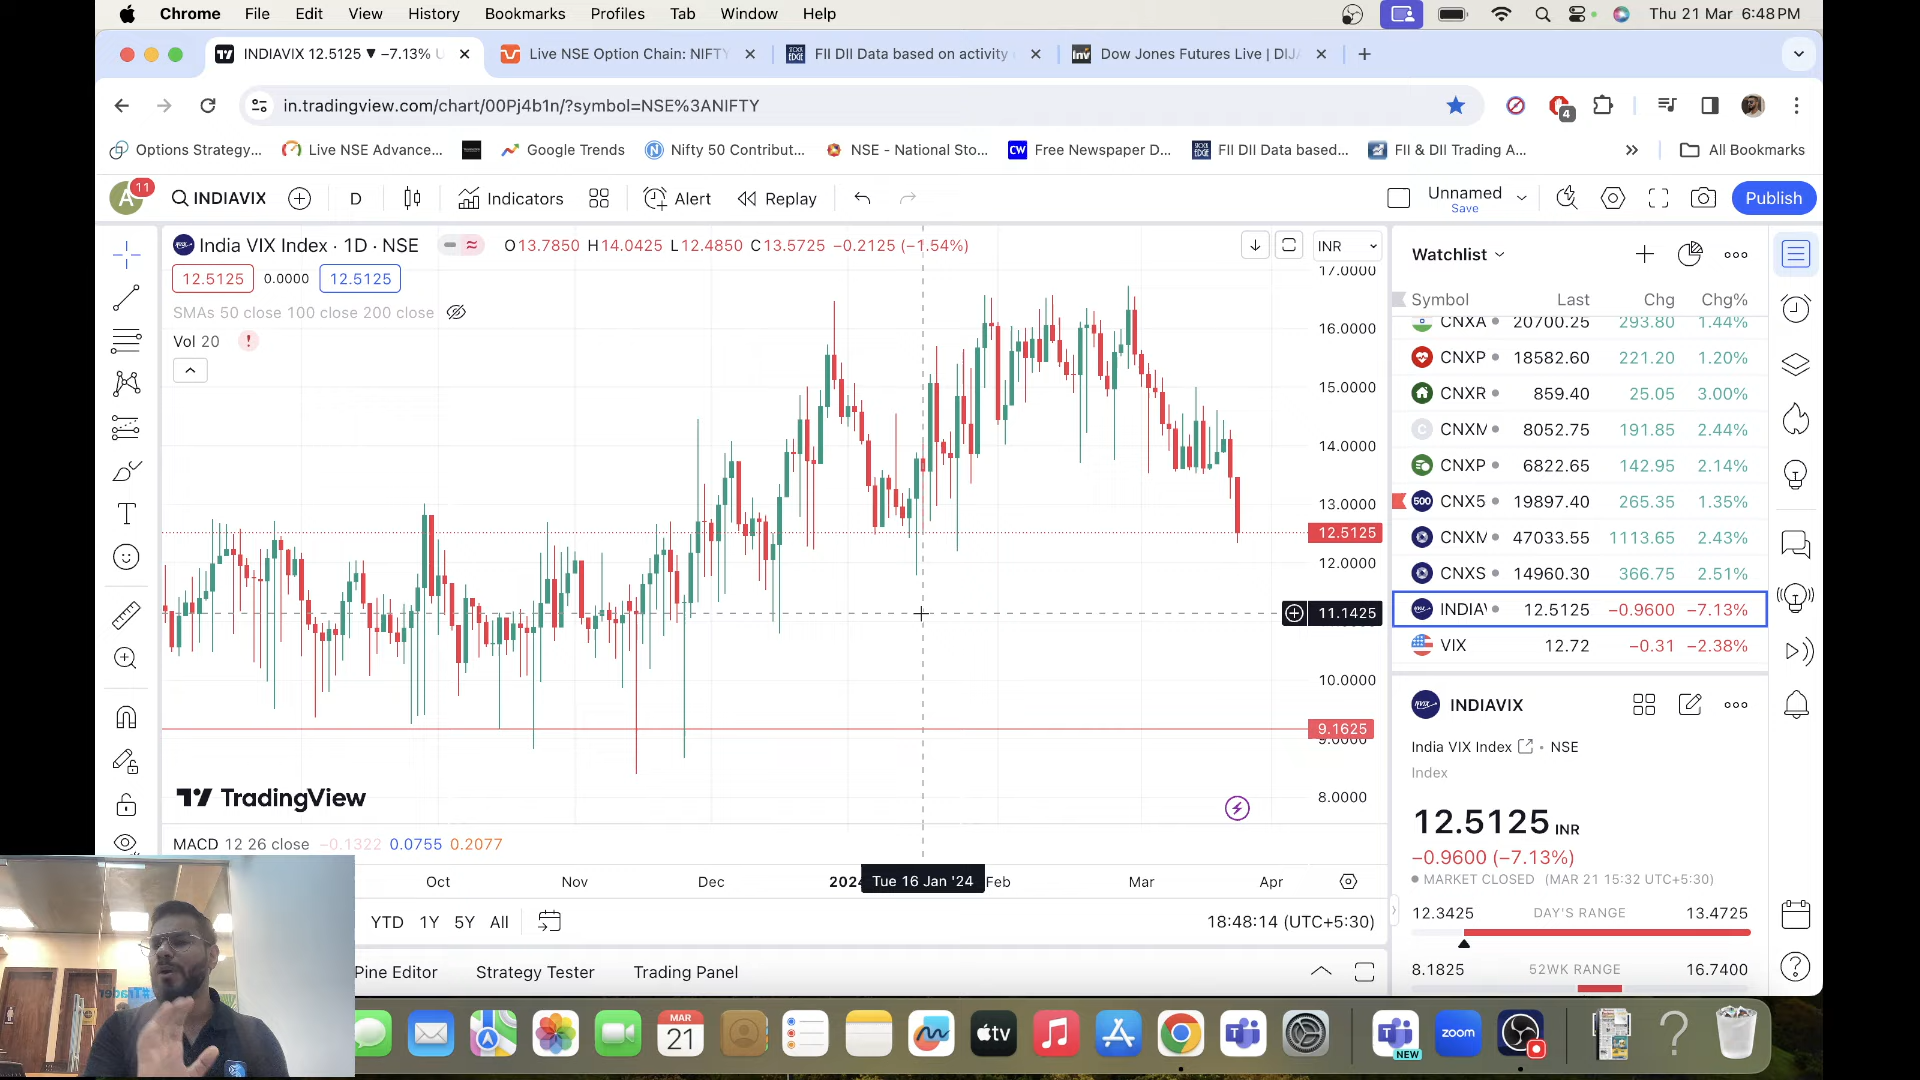 Chrome File Edit View History Bookmarks Profiles Tab Window Help Thu 21 Mar 6:48 PM
INDIAVIX 12.5125 ▼ −7.13% U Live NSE Option Chain: NIFTY FII DII Data based on activity Dow Jones Futures Live | DIJ
in.tradingview.com/chart/00Pj4b1n/?symbol=NSE%3ANIFTY 4
Options Strategy... Live NSE Advance... Google Trends Nifty 50 Contribut... NSE - National Sto... CW Free Newspaper D... FII DII Data based... FII & DII Trading A... » All Bookmarks
A 11 INDIAVIX D Indicators Alert Replay Unnamed Save Publish
India VIX Index · 1D · NSE O13.7850 H14.0425 L12.4850 C13.5725 −0.2125 (−1.54%) INR
12.5125 0.0000 12.5125
SMAs 50 close 100 close 200 close
Vol 20 !
17.0000
16.0000
15.0000
14.0000
13.0000
12.5125
12.0000
11.1425
10.0000
9.1625
9.0000
8.0000
TradingView
MACD 12 26 close −0.1322 0.0755 0.2077
Oct Nov Dec 2024 Tue 16 Jan '24 Feb Mar Apr
YTD 1Y 5Y All 18:48:14 (UTC+5:30)
Pine Editor Strategy Tester Trading Panel
Watchlist
Symbol Last Chg Chg%
CNXA 20700.25 293.80 1.44%
CNXP 18582.60 221.20 1.20%
CNXR 859.40 25.05 3.00%
CNXM 8052.75 191.85 2.44%
CNXP 6822.65 142.95 2.14%
500 CNX5 19897.40 265.35 1.35%
CNXM 47033.55 1113.65 2.43%
CNXS 14960.30 366.75 2.51%
INDIAV 12.5125 −0.9600 −7.13%
VIX 12.72 −0.31 −2.38%
INDIAVIX
India VIX Index · NSE
Index
12.5125 INR
−0.9600 (−7.13%)
MARKET CLOSED (MAR 21 15:32 UTC+5:30)
12.3425 DAY'S RANGE 13.4725
8.1825 52WK RANGE 16.7400
MAR 21 tv NEW zoom